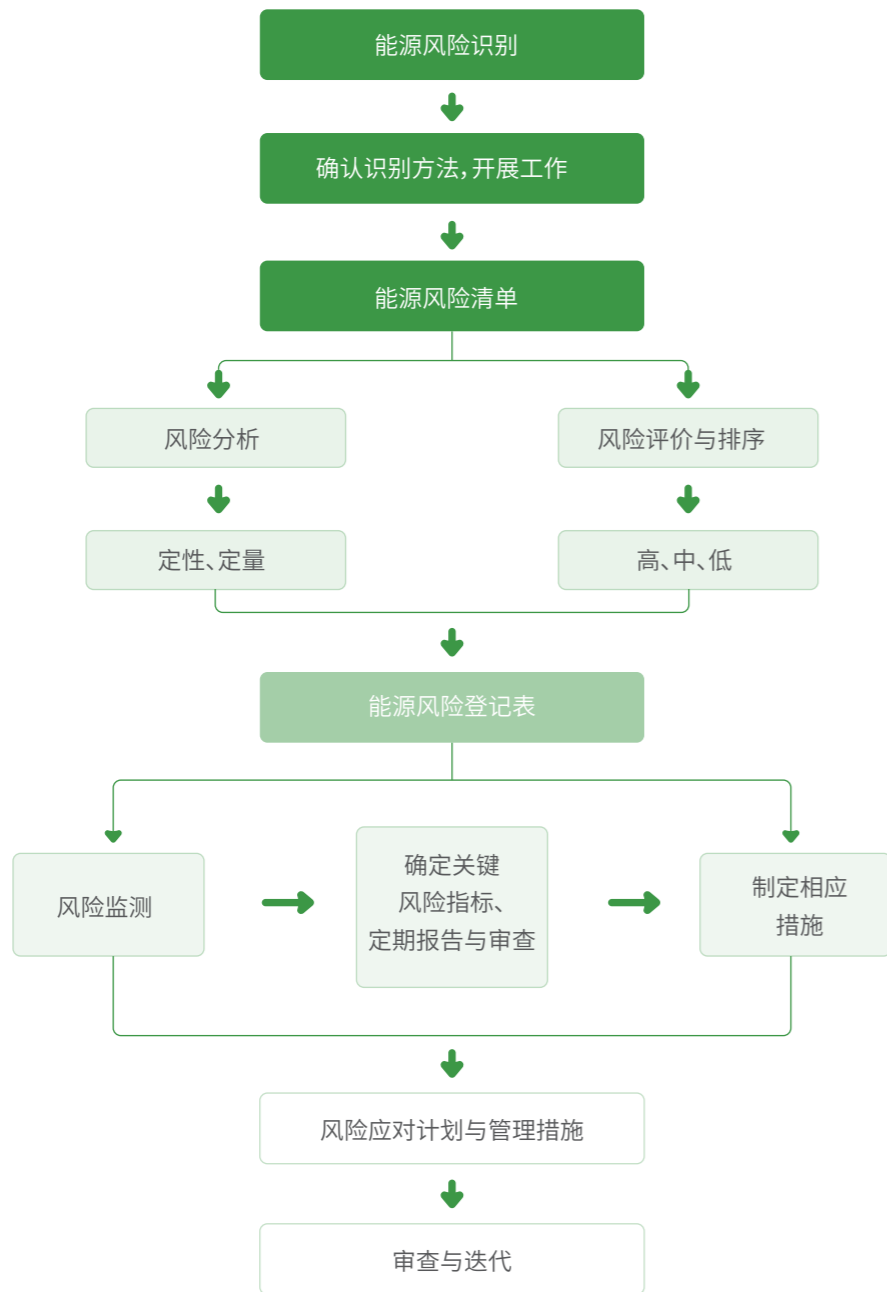 能源风险识别
确认识别方法，开展工作
能源风险清单
风险分析
风险评价与排序
定性、定量
高、中、低
能源风险登记表
风险监测
确定关键
风险指标、
定期报告与审查
制定相应
措施
风险应对计划与管理措施
审查与迭代